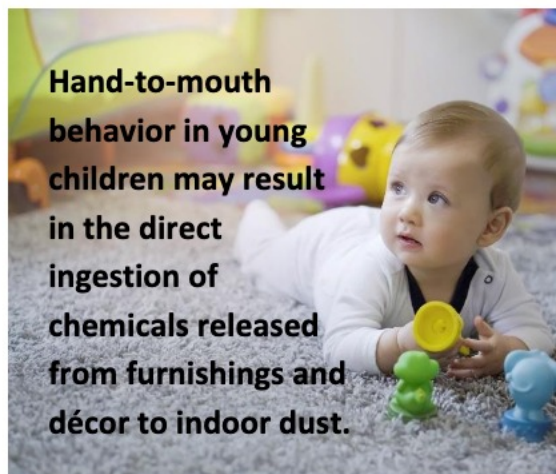 Hand-to-mouth
behavior in young
children may result
in the direct
ingestion of
chemicals released
from furnishings and
décor to indoor dust.